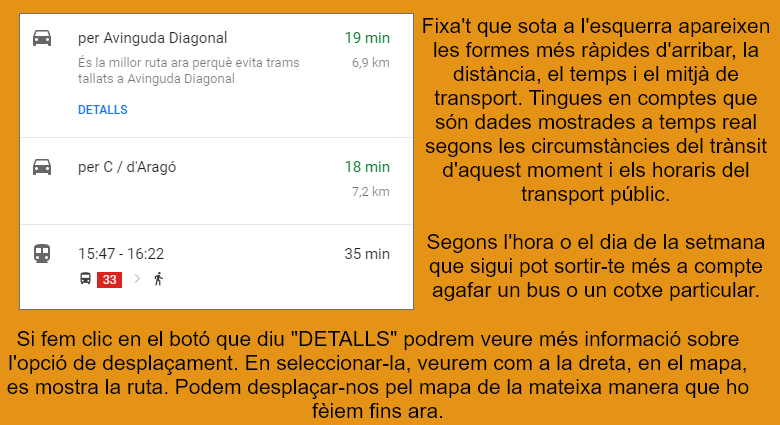 per Avinguda Diagonal
19 min
És la millor ruta ara perquè evita trams
6,9 km
tallats a Avinguda Diagonal
DETALLS
per C / d'Aragó
18 min
7,2 km
15:47 - 16:22
35 min
33
Fixa't que sota a l'esquerra apareixen
les formes més ràpides d'arribar, la
distància, el temps i el mitjà de
transport. Tingues en comptes que
són dades mostrades a temps real
segons les circumstàncies del trànsit
d'aquest moment i els horaris del
transport públic.
Segons l'hora o el dia de la setmana
que sigui pot sortir-te més a compte
agafar un bus o un cotxe particular.
Si fem clic en el botó que diu "DETALLS" podrem veure més informació sobre
l'opció de desplaçament. En seleccionar-la, veurem com a la dreta, en el mapa,
es mostra la ruta. Podem desplaçar-nos pel mapa de la mateixa manera que ho
fèiem fins ara.